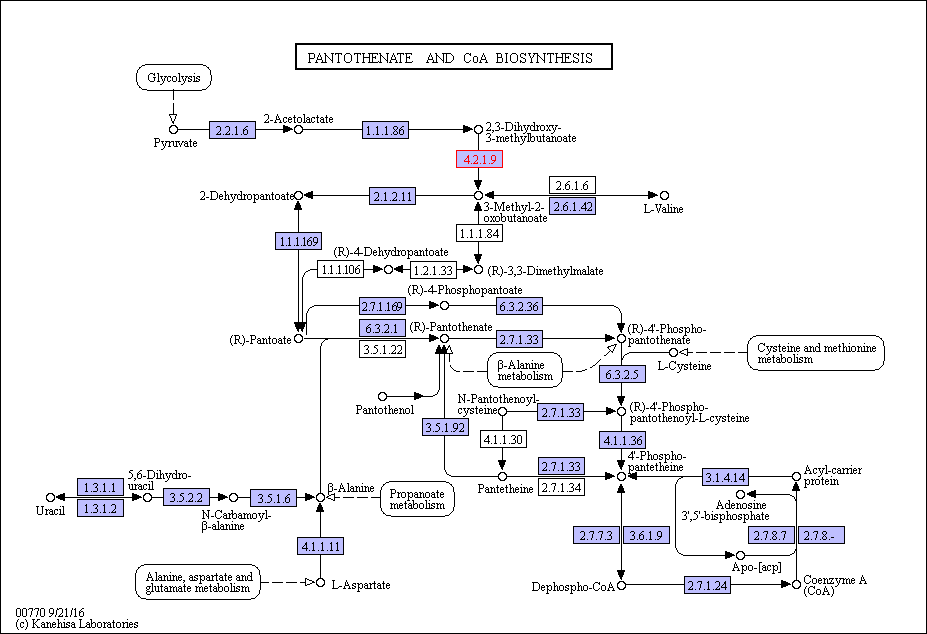 PANTOTHENATE AND CoA BIOSYNTHESIS
Glycolysis
Pyruvate
2.2.1.6
2-Acetolactate
1.1.1.86
2,3-Dihydroxy-
3-methylbutanoate
4.2.1.9
2-Dehydropantoate
2.1.2.11
3-Methyl-2-
oxobutanoate
2.6.1.6
2.6.1.42
L-Valine
1.1.1.84
1.1.1.169
(R)-4-Dehydropantoate
1.1.1.106
1.2.1.33
(R)-3,3-Dimethylmalate
(R)-4-Phosphopantoate
2.7.1.169
6.3.2.36
(R)-Pantoate
6.3.2.1
3.5.1.22
(R)-Pantothenate
2.7.1.33
(R)-4'-Phospho-
pantothenate
β-Alanine
metabolism
L-Cysteine
Cysteine and methionine
metabolism
6.3.2.5
Pantothenol
N-Pantothenoyl-
cysteine
2.7.1.33
(R)-4'-Phospho-
pantothenoyl-L-cysteine
3.5.1.92
4.1.1.30
4.1.1.36
4'-Phospho-
pantetheine
Pantetheine
2.7.1.33
2.7.1.34
3.1.4.14
Acyl-carrier
protein
Adenosine
3',5'-bisphosphate
Uracil
1.3.1.1
1.3.1.2
5,6-Dihydro-
uracil
3.5.2.2
N-Carbamoyl-
β-alanine
3.5.1.6
β-Alanine
Propanoate
metabolism
4.1.1.11
Alanine, aspartate and
glutamate metabolism
L-Aspartate
2.7.7.3
3.6.1.9
2.7.8.7
2.7.8.-
Apo-[acp]
Dephospho-CoA
2.7.1.24
Coenzyme A
(CoA)
00770 9/21/16
(c) Kanehisa Laboratories